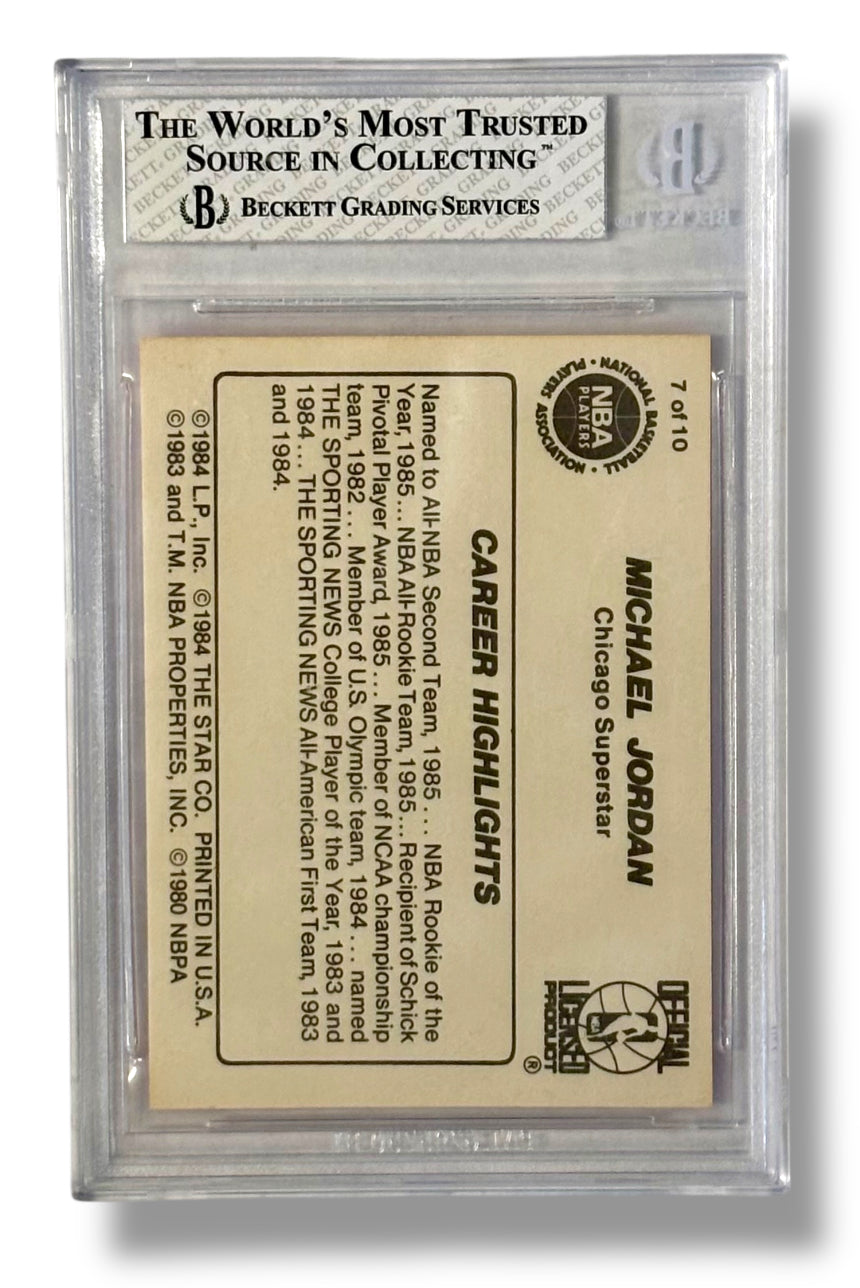 THE WORLD'S MOST TRUSTED
SOURCE IN COLLECTING™
B BECKETT GRADING SERVICES
7 of 10
NATIONAL BASKETBALL PLAYERS ASSOCIATION
NBA
PLAYERS
MICHAEL JORDAN
Chicago Superstar
OFFICIAL
LICENSED
PRODUCT
®
CAREER HIGHLIGHTS
Named to All-NBA Second Team, 1985 . . . NBA Rookie of the
Year, 1985 . . . NBA All-Rookie Team, 1985 . . . Recipient of Schick
Pivotal Player Award, 1985 . . . Member of NCAA championship
team, 1982 . . . Member of U.S. Olympic team, 1984 . . . named
THE SPORTING NEWS College Player of the Year, 1983 and
1984 . . . THE SPORTING NEWS All-American First Team, 1983
and 1984.
©1984 L.P., Inc. ©1984 THE STAR CO. PRINTED IN U.S.A.
©1983 and T.M. NBA PROPERTIES, INC. ©1980 NBPA